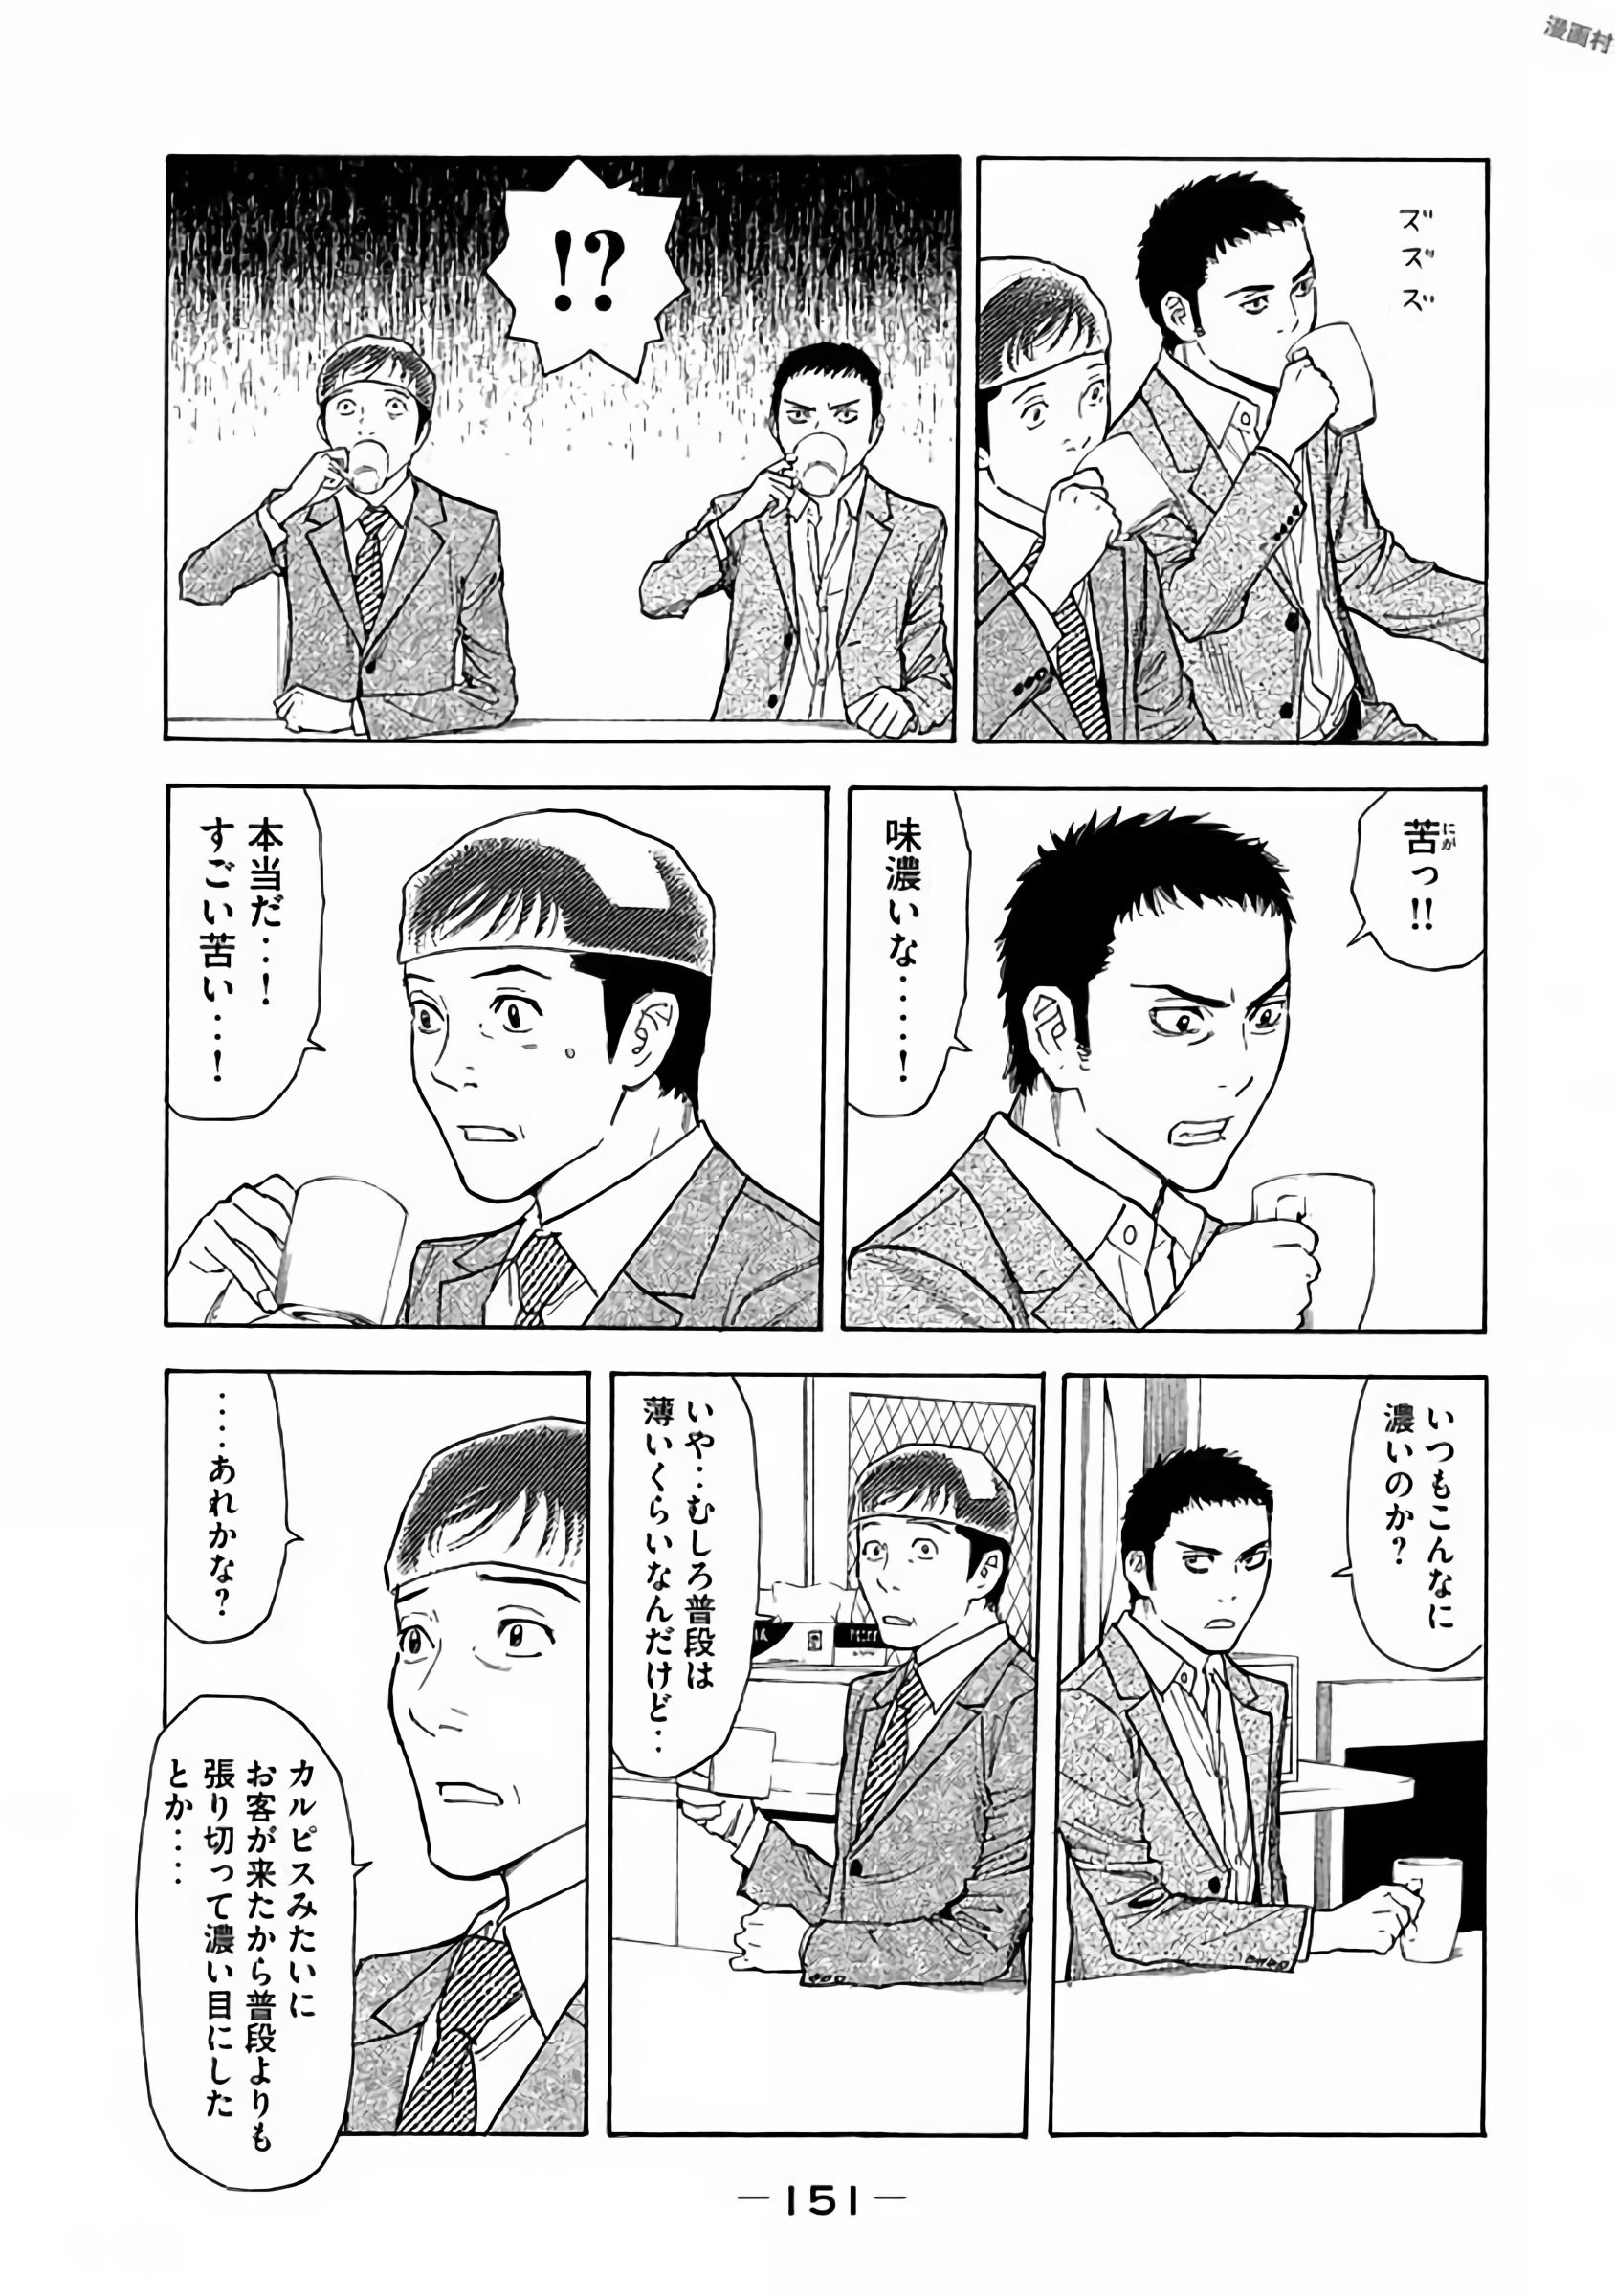 漫画村
ズズズ
!?
苦っ!!
にが
味濃いな‥‥‥!
本当だ‥‥!
すごい苦い‥‥!
いつもこんなに
濃いのか?
いや‥むしろ普段は
薄いくらいなんだけど‥
‥‥あれかな?
カルピスみたいに
お客が来たから普段よりも
張り切って濃い目にした
とか‥‥
—151—